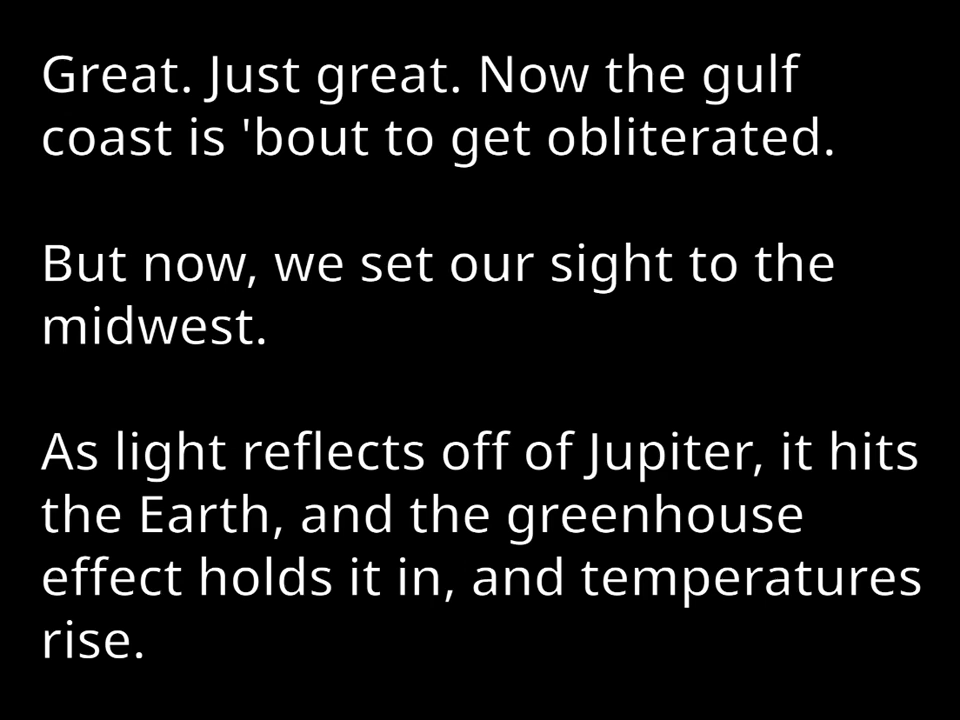 Great. Just great. Now the gulf
coast is 'bout to get obliterated.
But now, we set our sight to the
midwest.
As light reflects off of Jupiter, it hits
the Earth, and the greenhouse
effect holds it in, and temperatures
rise.